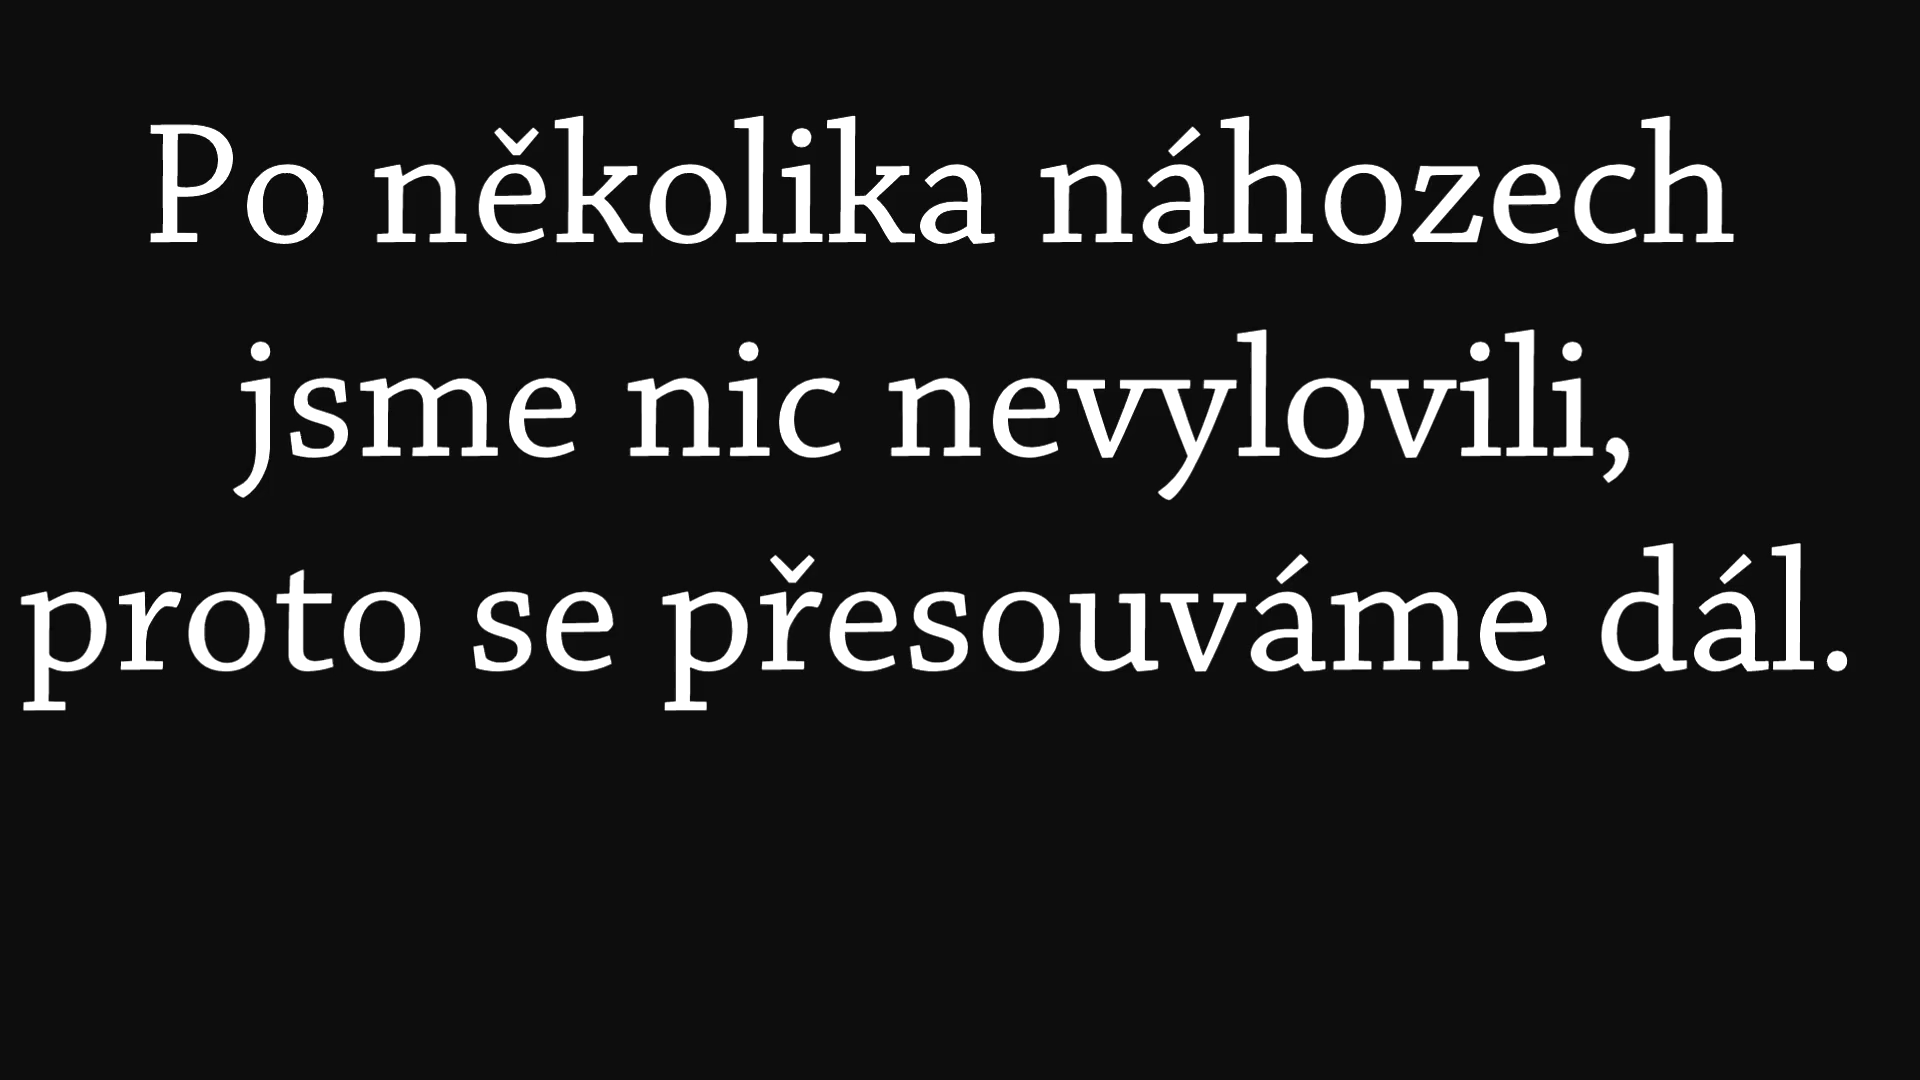 Po několika náhozech
jsme nic nevylovili,
proto se přesouváme dál.